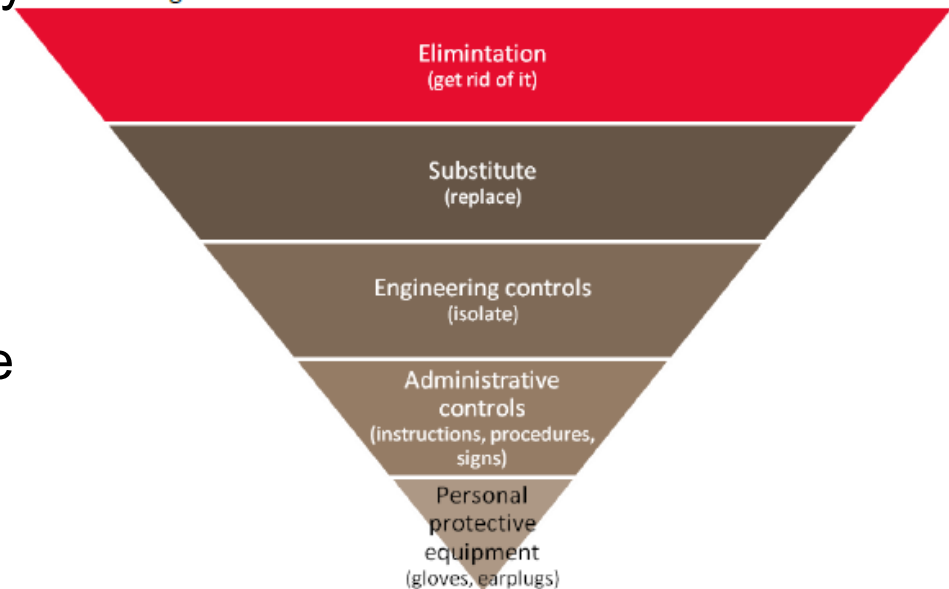 y
g
Elimintation
(get rid of it)
Substitute
(replace)
Engineering controls
(isolate)
e
Administrative
controls
(instructions, procedures,
signs)
Personal
protective
equipment
(gloves, earplugs)